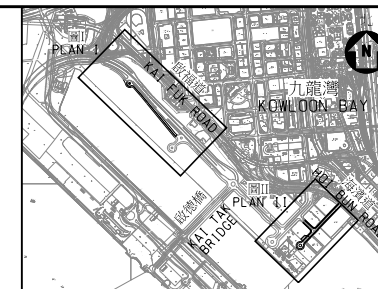 圖I
PLAN I
啟福道
KAI FUK ROAD
N
九龍灣
KOWLOON BAY
啟德橋
KAI TAK
BRIDGE
圖II
PLAN II
海濱道
HOI BUN ROAD